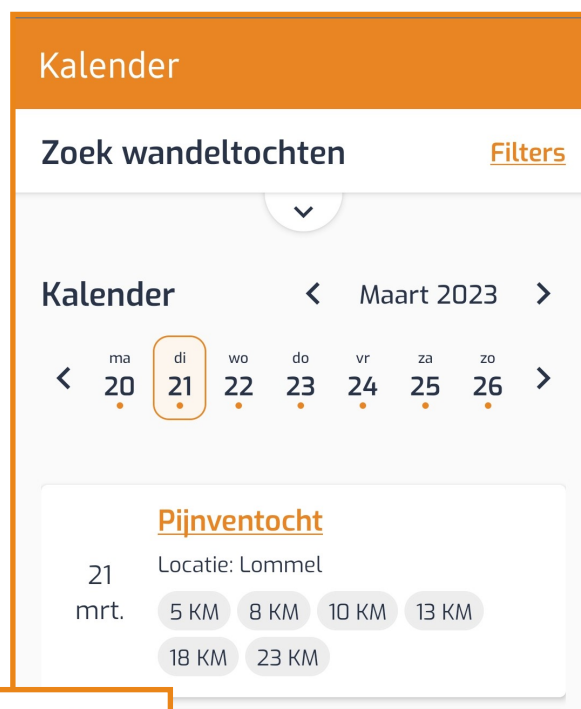 Kalender
Zoek wandeltochten Filters
Kalender Maart 2023
ma di wo do vr za zo
20 21 22 23 24 25 26
Pijnventocht
Locatie: Lommel
21 mrt.
5 KM 8 KM 10 KM 13 KM
18 KM 23 KM